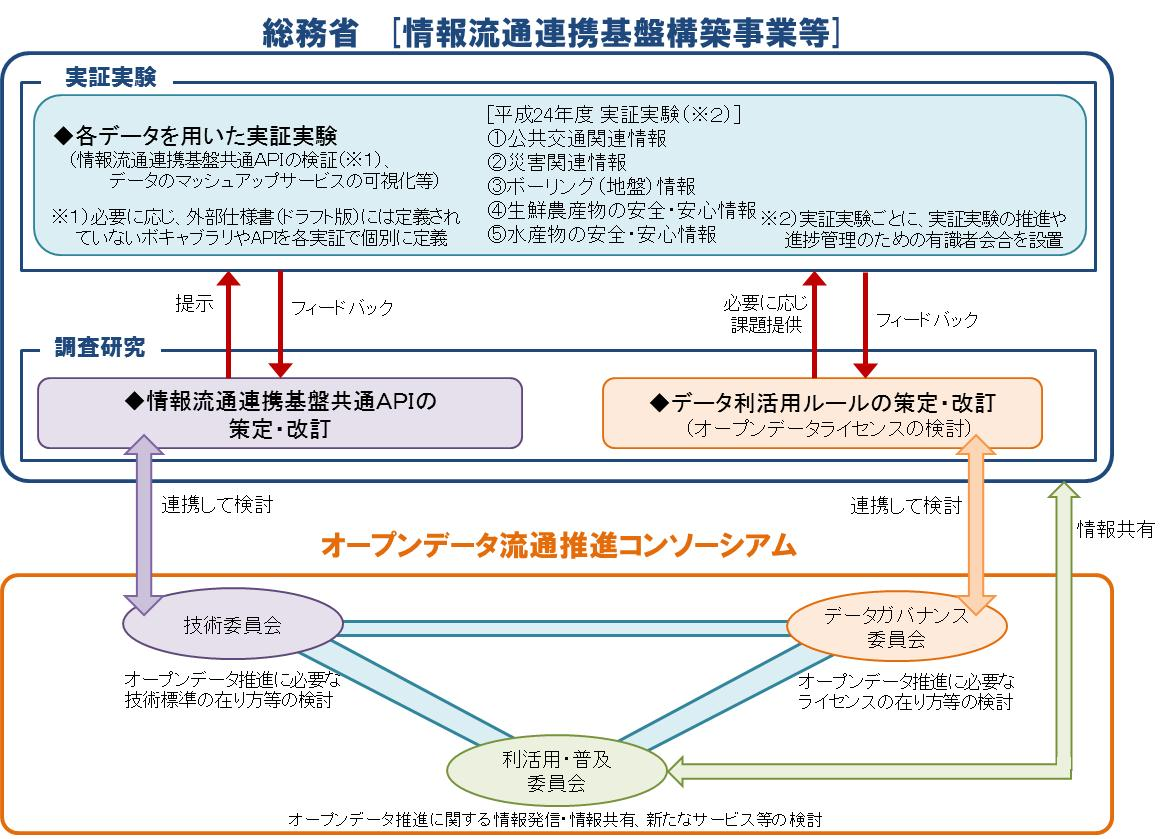 総務省 [情報流通連携基盤構築事業等]
実証実験
◆各データを用いた実証実験
(情報流通連携基盤共通APIの検証(※1)、
データのマッシュアップサービスの可視化等)
※1)必要に応じ、外部仕様書(ドラフト版)には定義され
ていないボキャブラリやAPIを各実証で個別に定義
[平成24年度 実証実験(※2)]
①公共交通関連情報
②災害関連情報
③ボーリング(地盤)情報
④生鮮農産物の安全・安心情報
⑤水産物の安全・安心情報
※2)実証実験ごとに、実証実験の推進や
進捗管理のための有識者会合を設置
提示
フィードバック
必要に応じ
課題提供
フィードバック
調査研究
◆情報流通連携基盤共通APIの
策定・改訂
◆データ利活用ルールの策定・改訂
(オープンデータライセンスの検討)
連携して検討
連携して検討
情報共有
オープンデータ流通推進コンソーシアム
技術委員会
データガバナンス
委員会
オープンデータ推進に必要な
技術標準の在り方等の検討
オープンデータ推進に必要な
ライセンスの在り方等の検討
利活用・普及
委員会
オープンデータ推進に関する情報発信・情報共有、新たなサービス等の検討